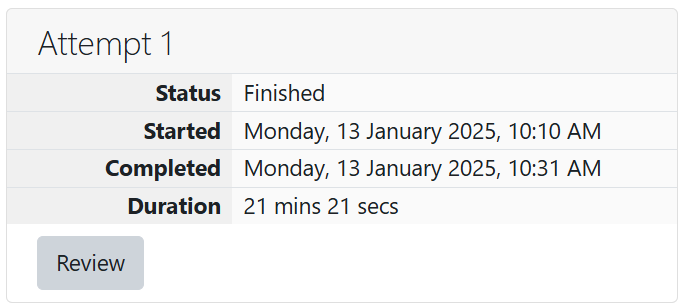 Attempt 1
Status Finished
Started Monday, 13 January 2025, 10:10 AM
Completed Monday, 13 January 2025, 10:31 AM
Duration 21 mins 21 secs
Review